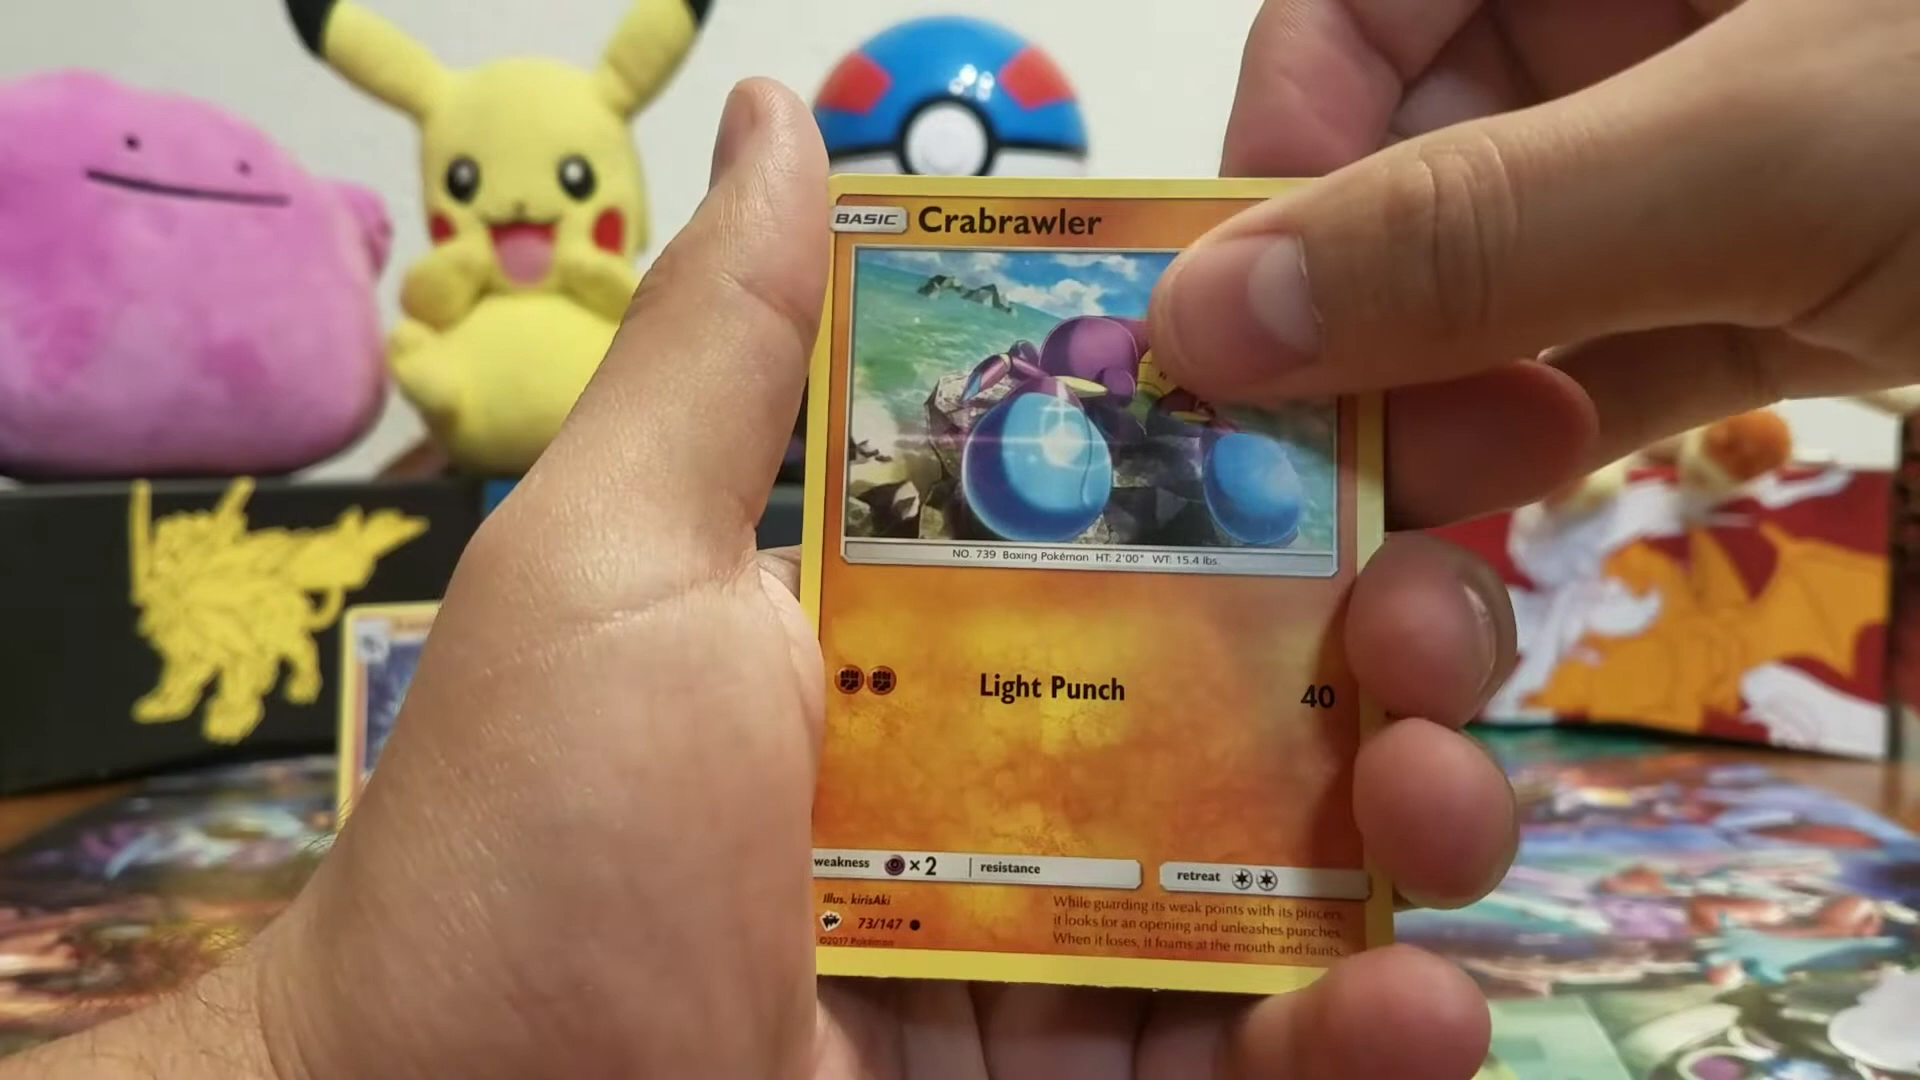 BASIC Crabrawler
NO. 739 Boxing Pokémon HT: 2'00" WT: 15.4 lbs.
Light Punch 40
weakness ×2 resistance retreat
Illus. kirisAki
73/147
©2017 Pokémon
While guarding its weak points with its pincers,
it looks for an opening and unleashes punches.
When it loses, it foams at the mouth and faints.